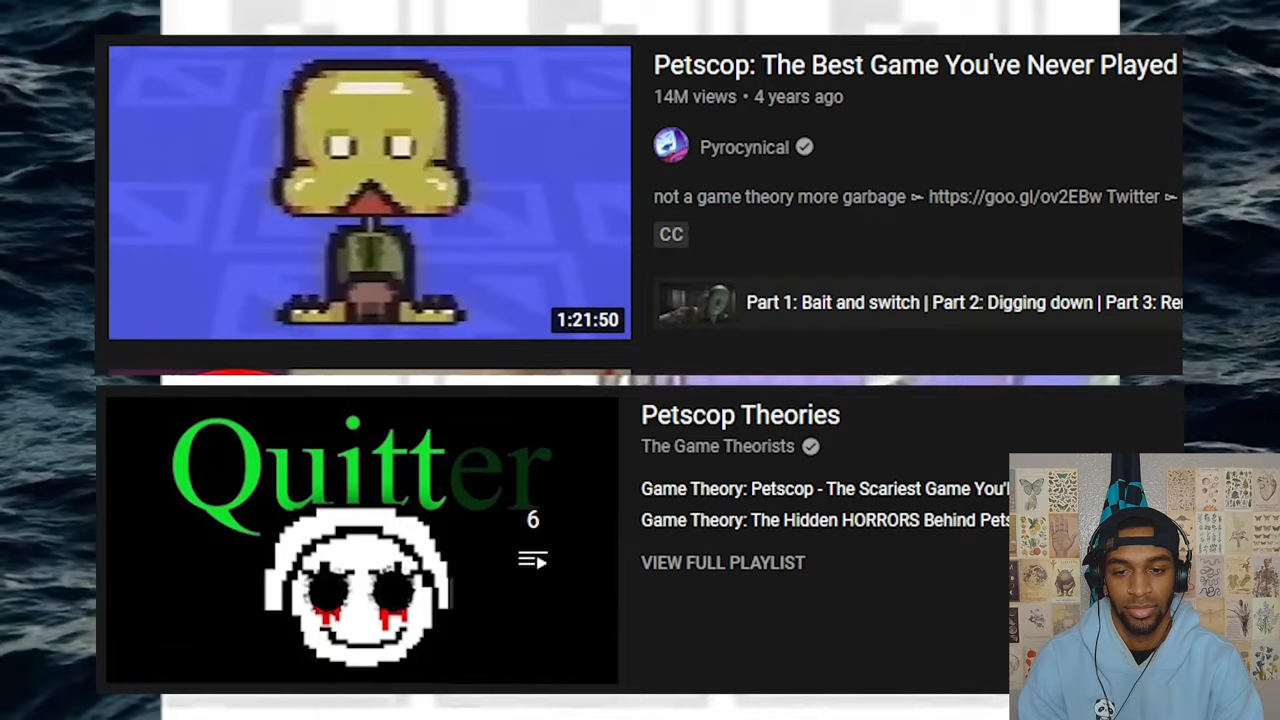 Petscop: The Best Game You've Never Played
14M views • 4 years ago
Pyrocynical
not a game theory more garbage ➳ https://goo.gl/ov2EBw Twitter ➳
CC
1:21:50
Part 1: Bait and switch | Part 2: Digging down | Part 3:
Quitter
6
Petscop Theories
The Game Theorists
Game Theory: Petscop - The Scariest Game
Game Theory: The Hidden HORRORS Behind
VIEW FULL PLAYLIST